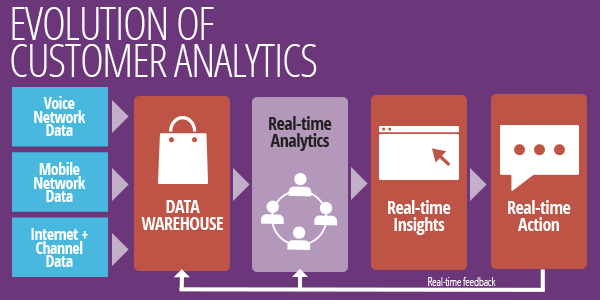 EVOLUTION OF
CUSTOMER ANALYTICS
Voice
Network
Data
Mobile
Network
Data
Internet +
Channel
Data
DATA
WAREHOUSE
Real-time
Analytics
Real-time
Insights
Real-time
Action
Real-time feedback